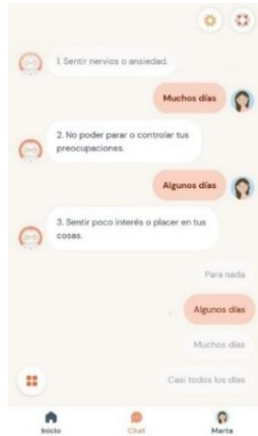 1. Sentir nervios o ansiedad.
Muchos días
2. No poder parar o controlar tus
preocupaciones.
Algunos días
3. Sentir poco interés o placer en tus
cosas.
Para nada
Algunos días
Muchos días
Casi todos los días
Inicio
Chat
Marta